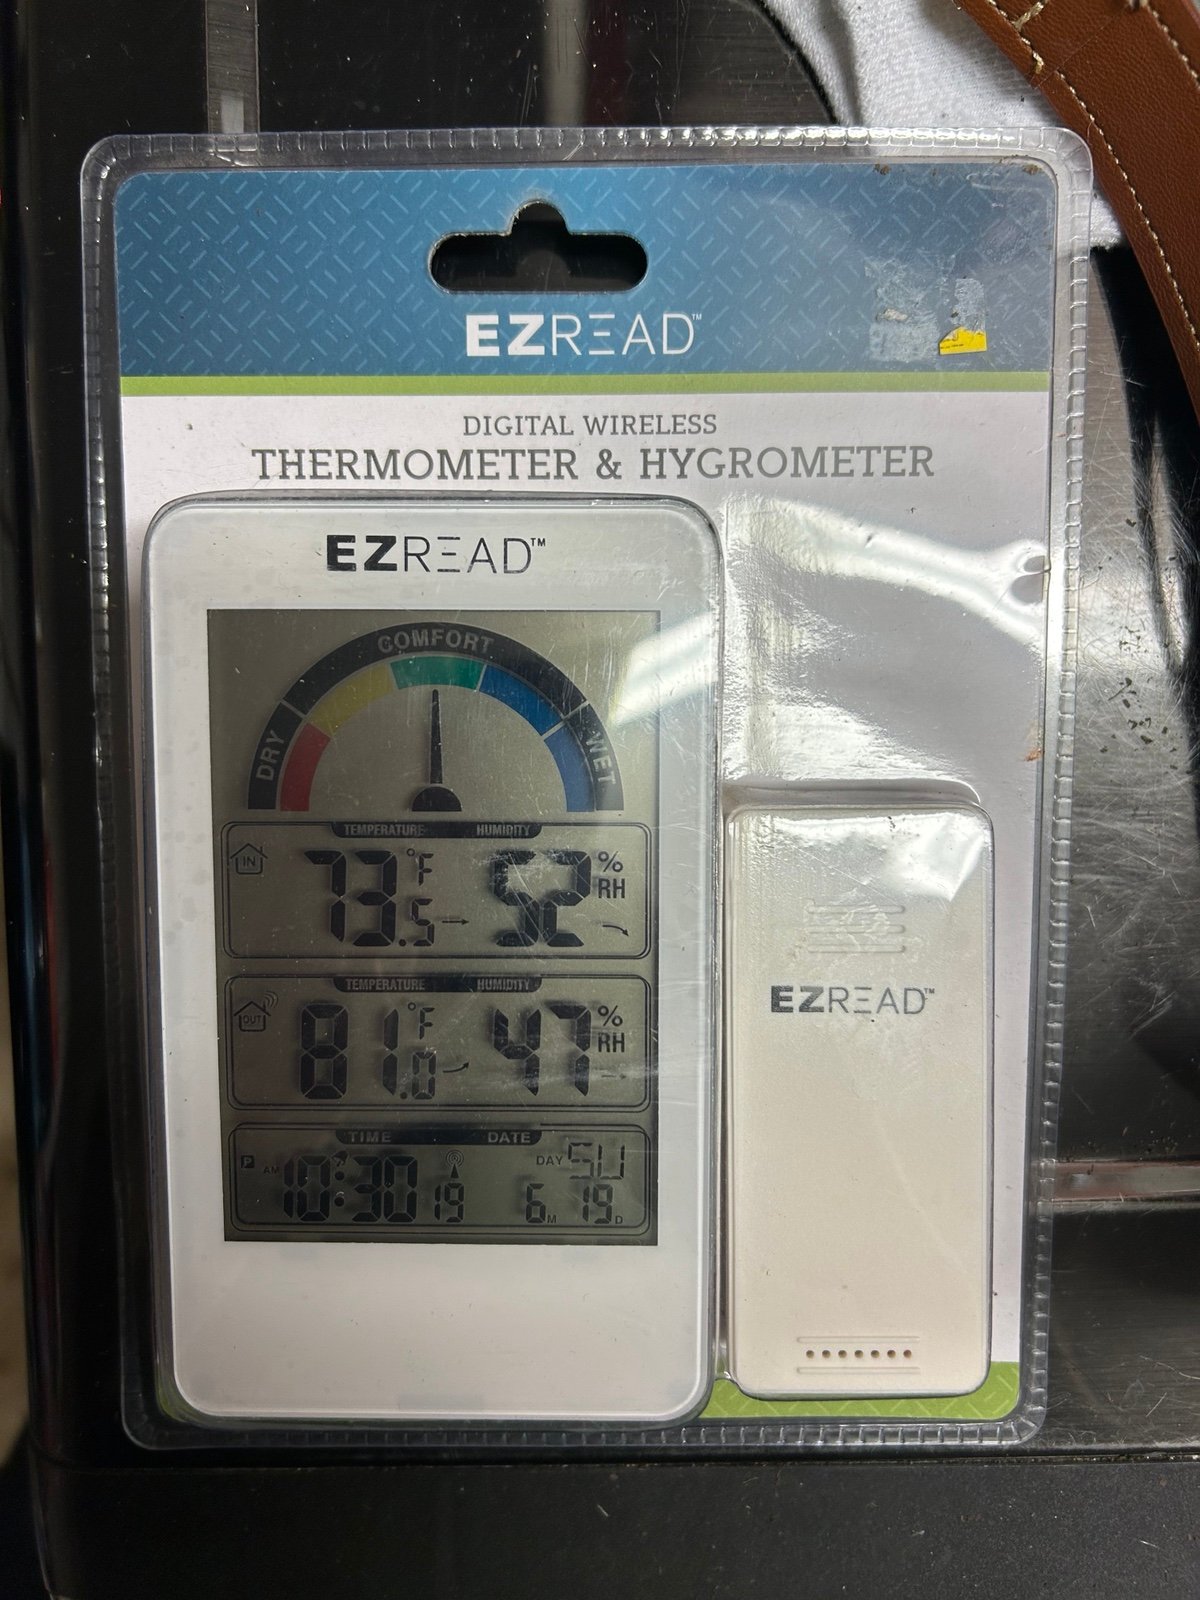 EZREAD™
DIGITAL WIRELESS
THERMOMETER & HYGROMETER
EZREAD™
COMFORT
DRY
WET
TEMPERATURE HUMIDITY
IN 73.5 °F 52 % RH
TEMPERATURE HUMIDITY
OUT 81.0 °F 47 % RH
TIME DATE
P AM 10:30 19 DAY SU 6 M 19 D
EZREAD™